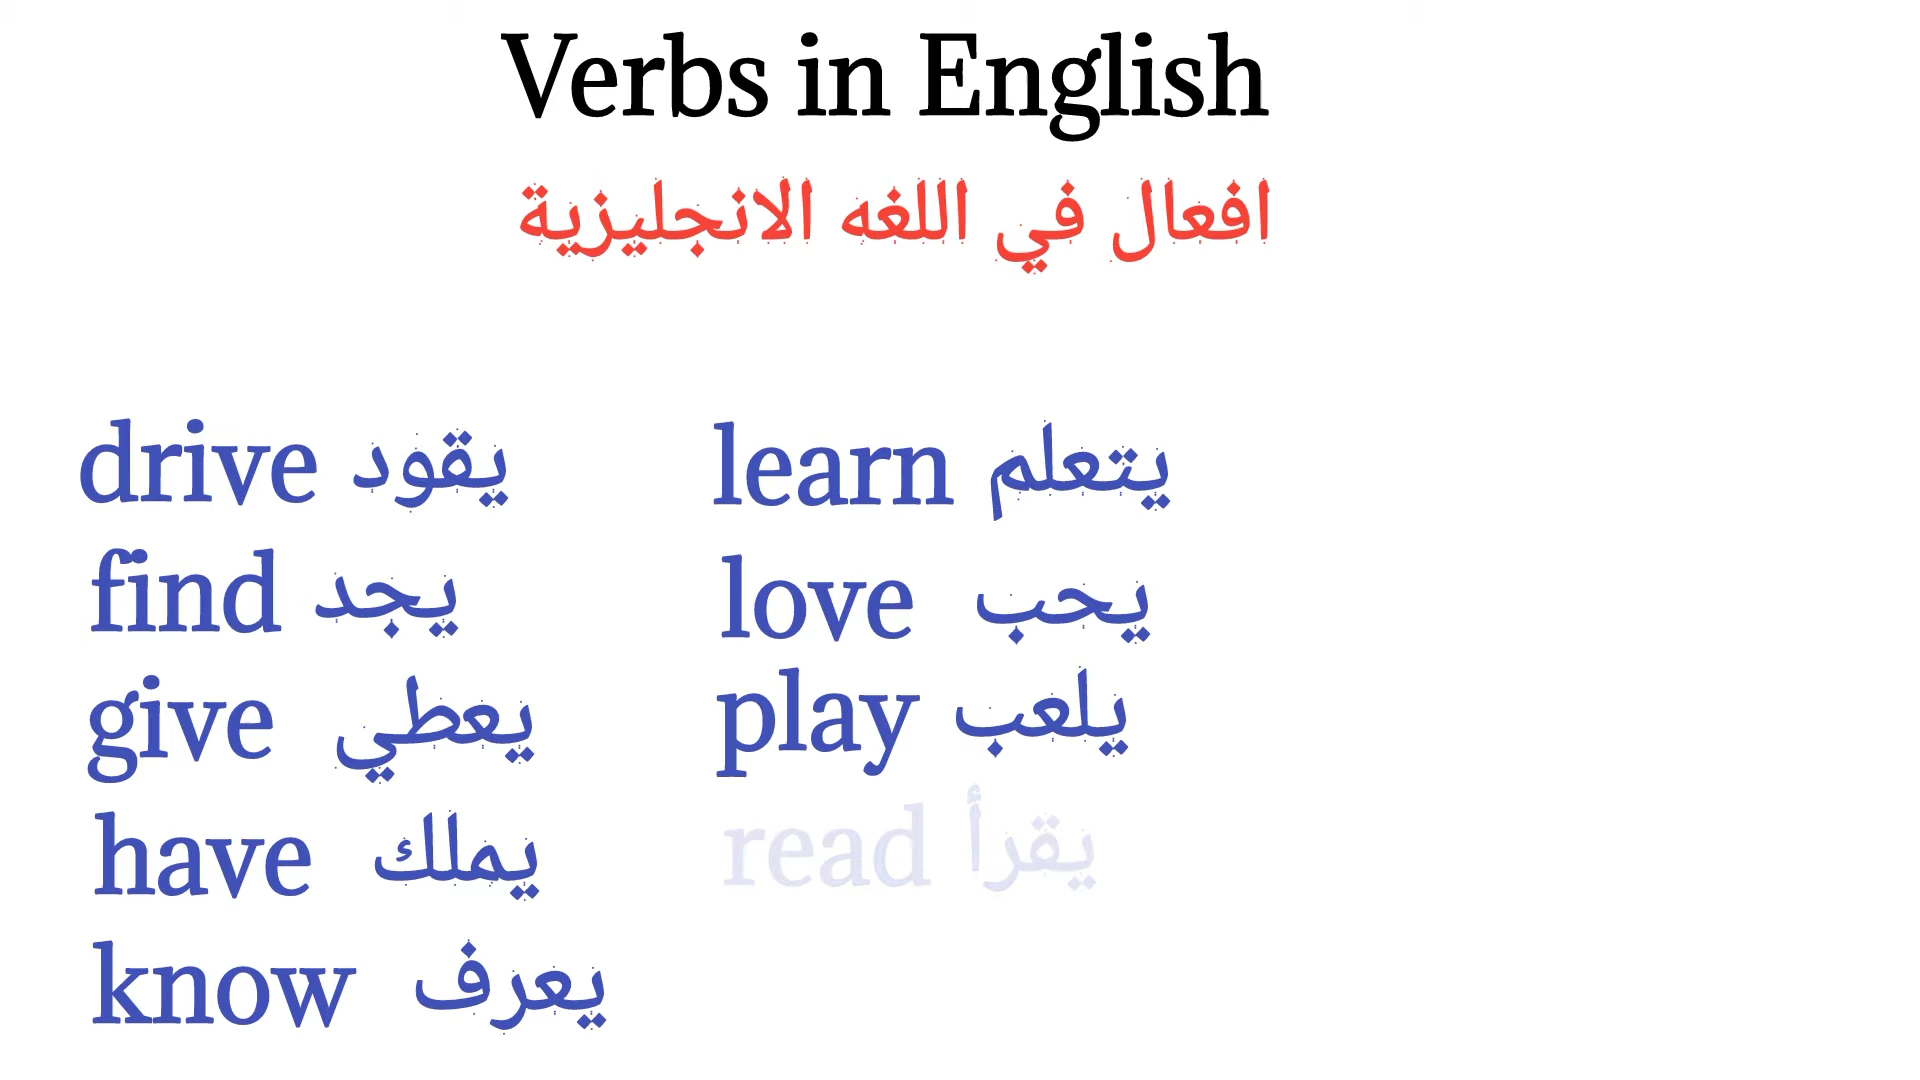 Verbs in English
افعال في اللغه الانجليزية
drive يقود
find يجد
give يعطي
have يملك
know يعرف
learn يتعلم
love يحب
play يلعب
read يقرأ